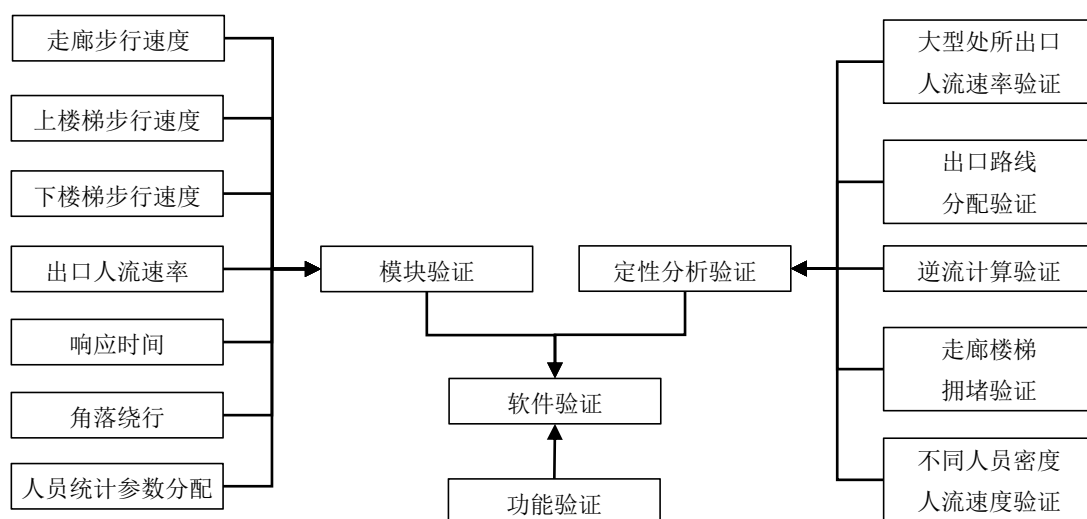 走廊步行速度
上楼梯步行速度
下楼梯步行速度
出口人流速率
响应时间
角落绕行
人员统计参数分配
模块验证
定性分析验证
软件验证
功能验证
大型处所出口
人流速率验证
出口路线
分配验证
逆流计算验证
走廊楼梯
拥堵验证
不同人员密度
人流速度验证